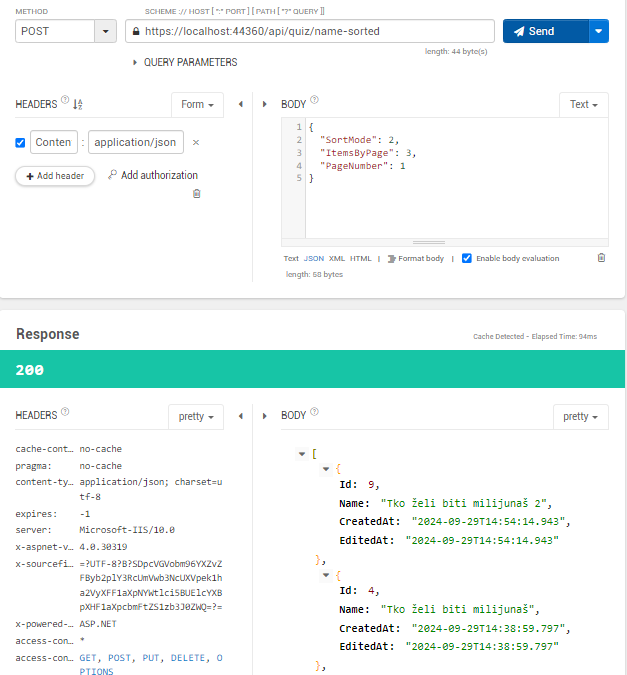 METHOD
SCHEME :// HOST [ ":" PORT ] [ PATH [ "?" QUERY ]]
POST
https://localhost:44360/api/quiz/name-sorted
Send
length: 44 byte(s)
QUERY PARAMETERS
HEADERS
Form
BODY
Text
Conten : application/json
Add header
Add authorization
1 {
2 "SortMode": 2,
3 "ItemsByPage": 3,
4 "PageNumber": 1
5 }
Text JSON XML HTML | Format body | Enable body evaluation
length: 58 bytes
Response
Cache Detected - Elapsed Time: 94ms
200
HEADERS
pretty
BODY
pretty
cache-cont... no-cache
pragma: no-cache
content-ty... application/json; charset=u
tf-8
expires: -1
server: Microsoft-IIS/10.0
x-aspnet-v... 4.0.30319
x-sourcefi...
x-powered-... ASP.NET
access-con... *
access-con... GET, POST, PUT, DELETE, O
PTIONS
[
{
Id: 9,
Name: "Tko želi biti milijunaš 2",
CreatedAt: "2024-09-29T14:54:14.943",
EditedAt: "2024-09-29T14:54:14.943"
},
{
Id: 4,
Name: "Tko želi biti milijunaš",
CreatedAt: "2024-09-29T14:38:59.797",
EditedAt: "2024-09-29T14:38:59.797"
},